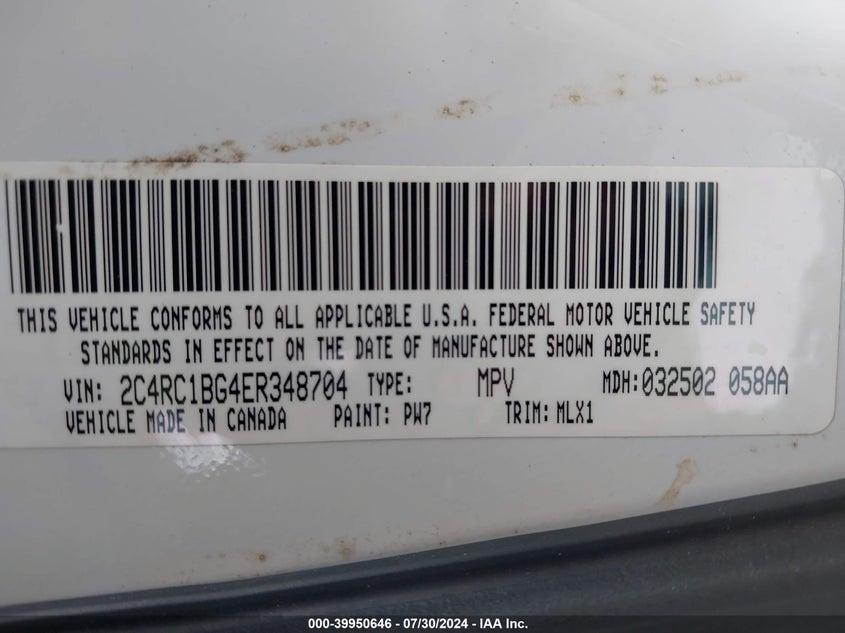 THIS VEHICLE CONFORMS TO ALL APPLICABLE U.S.A. FEDERAL MOTOR VEHICLE SAFETY
STANDARDS IN EFFECT ON THE DATE OF MANUFACTURE SHOWN ABOVE.
VIN: 2C4RC1BG4ER348704 TYPE: MPV MDH:032502 058AA
VEHICLE MADE IN CANADA PAINT: PW7 TRIM: MLX1
000-39950646 - 07/30/2024 - IAA Inc.